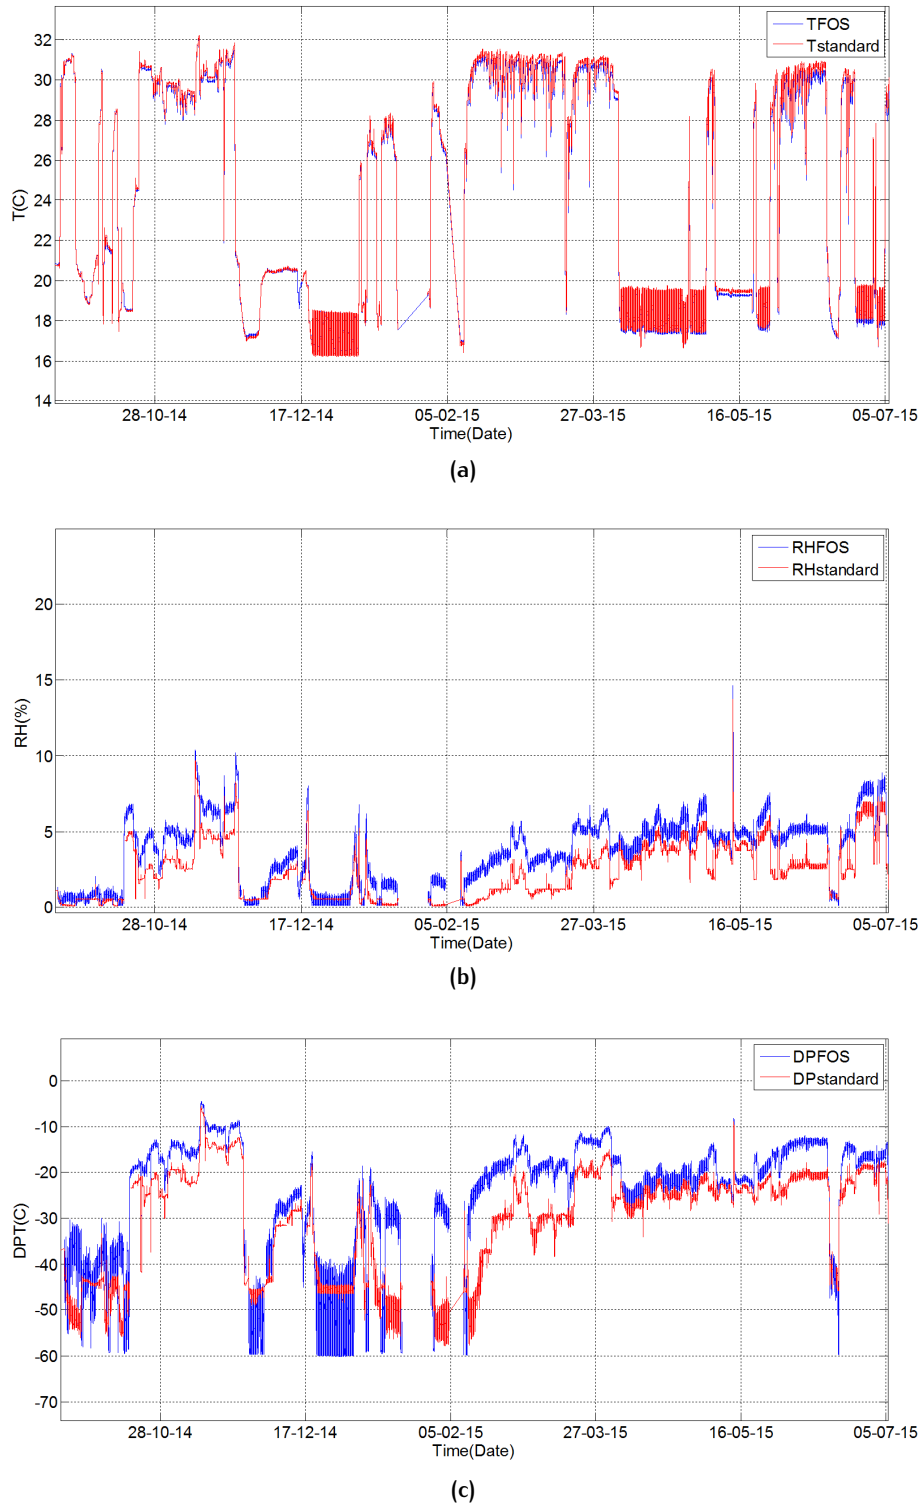 TFOS
Tstandard
32
30
28
26
24
22
20
18
16
14
T(C)
28-10-14 17-12-14 05-02-15 27-03-15 16-05-15 05-07-15
Time(Date)
(a)
RHFOS
RHstandard
20
15
10
5
0
RH(%)
28-10-14 17-12-14 05-02-15 27-03-15 16-05-15 05-07-15
Time(Date)
(b)
DPFOS
DPstandard
0
-10
-20
-30
-40
-50
-60
-70
DPT(C)
28-10-14 17-12-14 05-02-15 27-03-15 16-05-15 05-07-15
Time(Date)
(c)